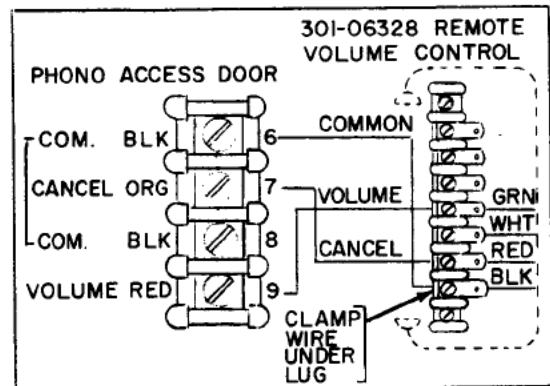 301-06328 REMOTE
VOLUME CONTROL
PHONO ACCESS DOOR
COM. BLK 6 COMMON
CANCEL ORG 7 VOLUME GRN
WHT
COM. BLK 8 CANCEL RED
BLK
VOLUME RED 9
CLAMP
WIRE
UNDER
LUG